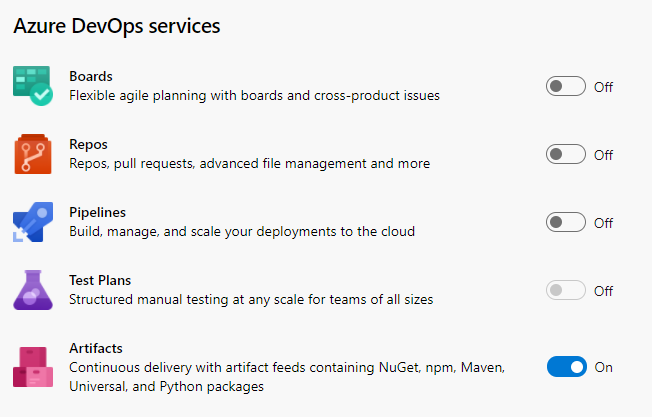 Azure DevOps services
Boards
Flexible agile planning with boards and cross-product issues
Off
Repos
Repos, pull requests, advanced file management and more
Off
Pipelines
Build, manage, and scale your deployments to the cloud
Off
Test Plans
Structured manual testing at any scale for teams of all sizes
Off
Artifacts
Continuous delivery with artifact feeds containing NuGet, npm, Maven,
Universal, and Python packages
On